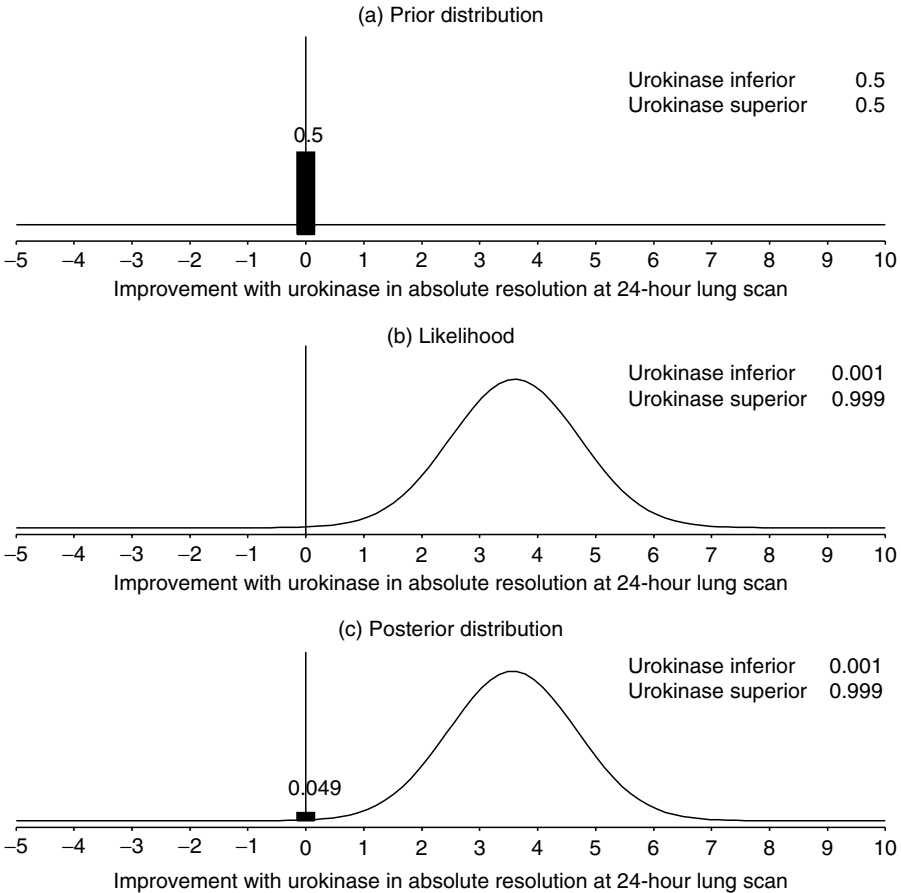 (a) Prior distribution
Urokinase inferior 0.5
Urokinase superior 0.5
0.5
−5 −4 −3 −2 −1 0 1 2 3 4 5 6 7 8 9 10
Improvement with urokinase in absolute resolution at 24-hour lung scan
(b) Likelihood
Urokinase inferior 0.001
Urokinase superior 0.999
−5 −4 −3 −2 −1 0 1 2 3 4 5 6 7 8 9 10
Improvement with urokinase in absolute resolution at 24-hour lung scan
(c) Posterior distribution
Urokinase inferior 0.001
Urokinase superior 0.999
0.049
−5 −4 −3 −2 −1 0 1 2 3 4 5 6 7 8 9 10
Improvement with urokinase in absolute resolution at 24-hour lung scan